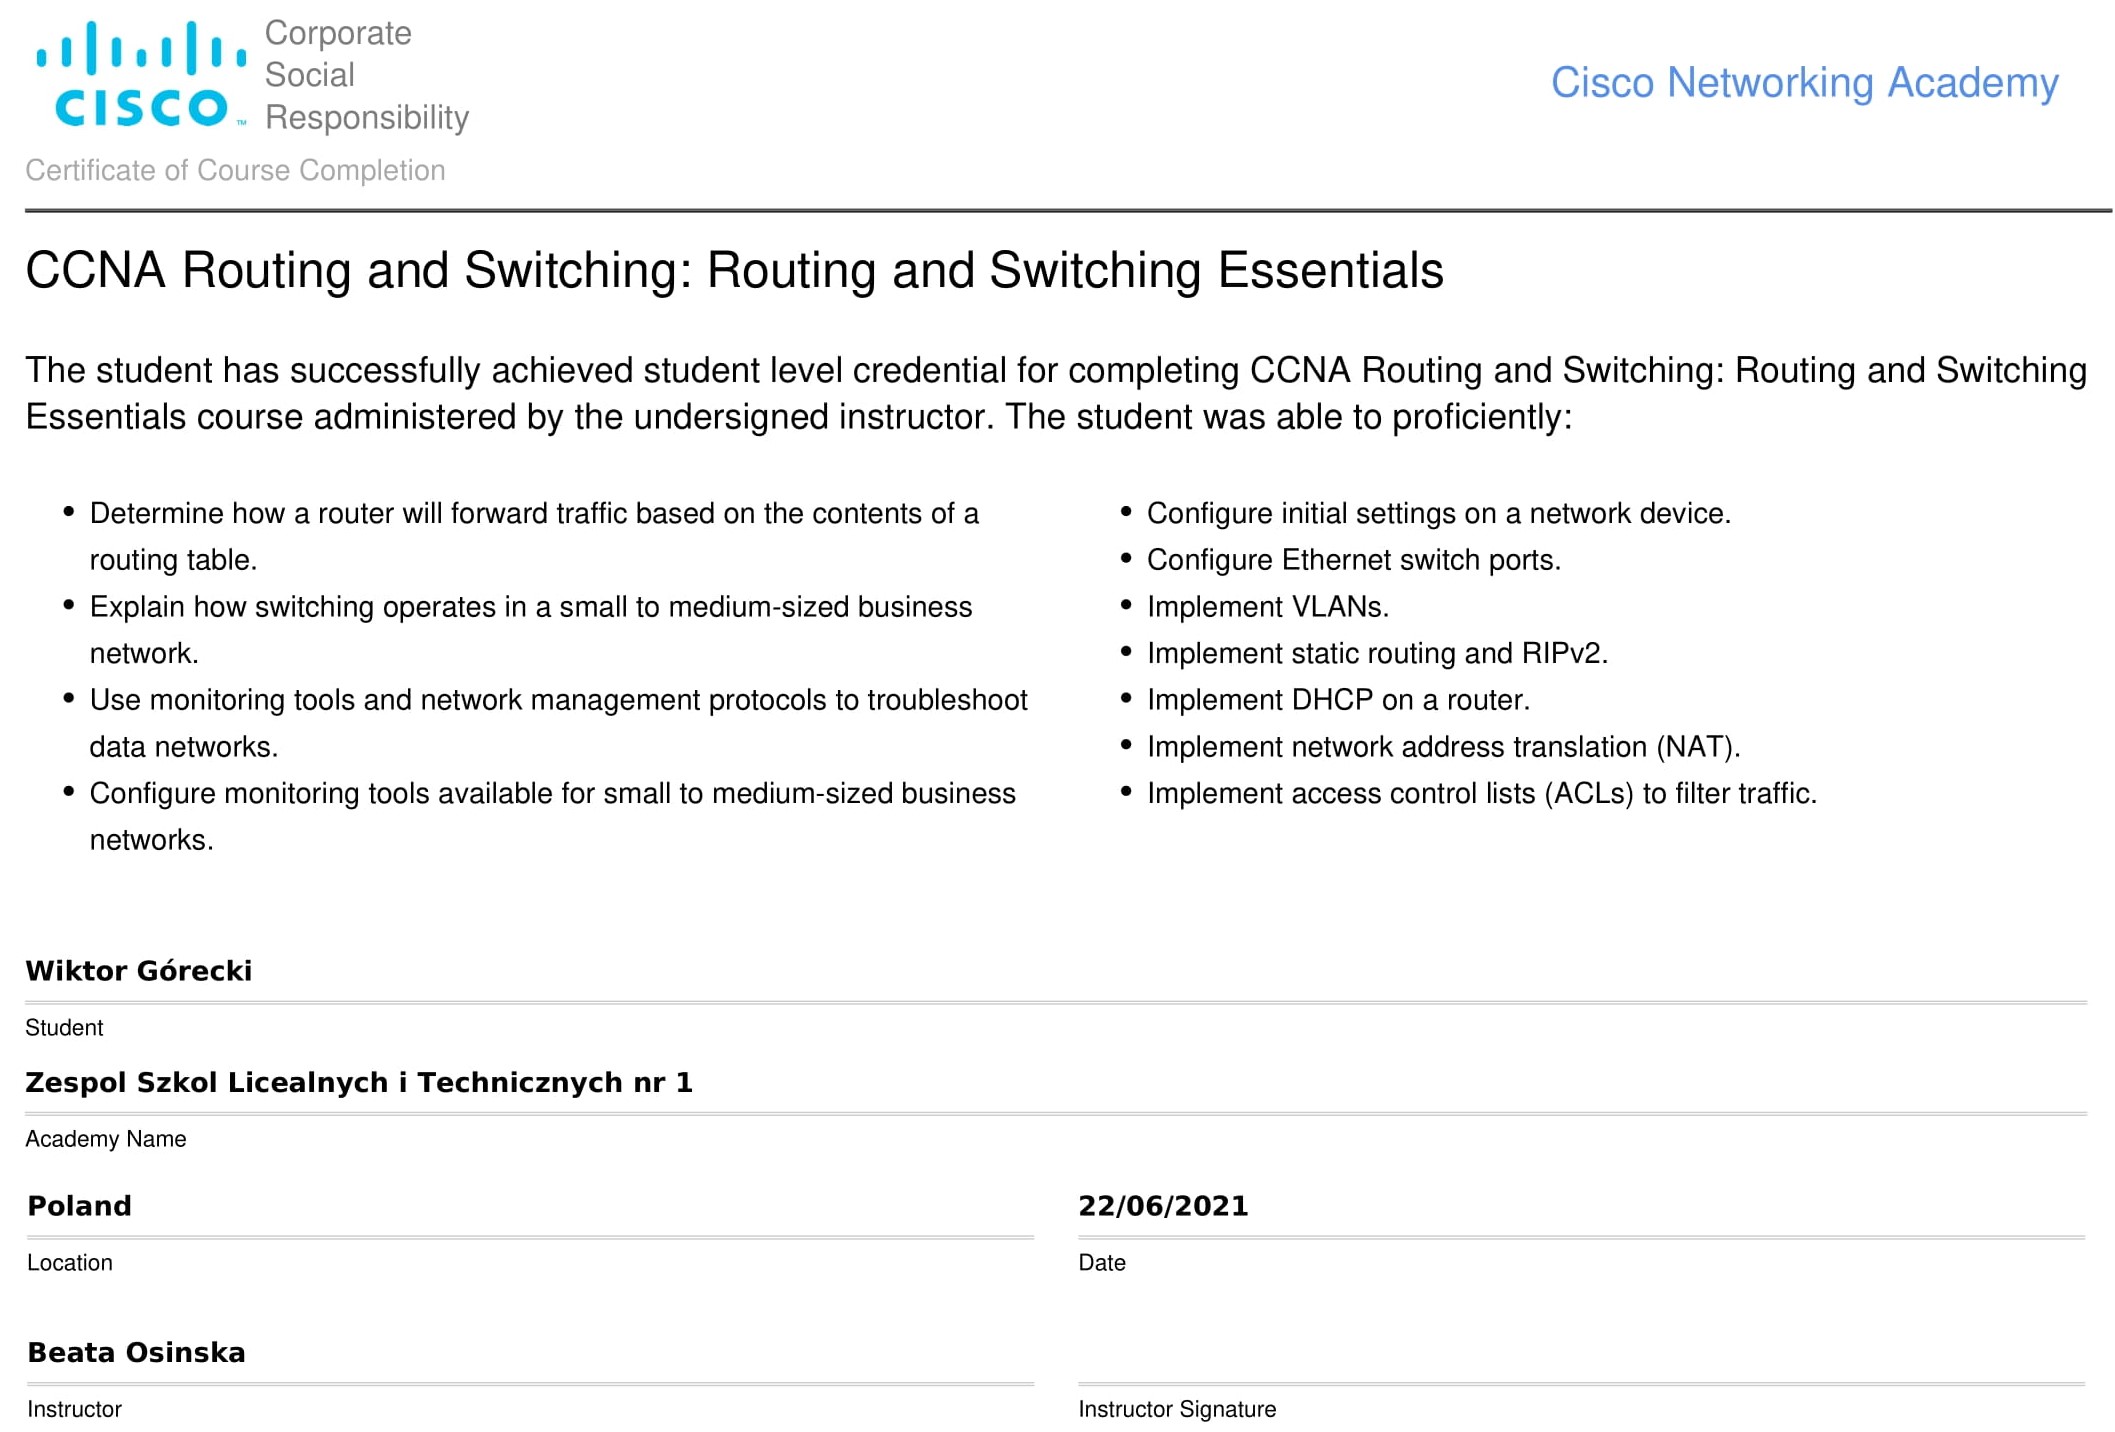 CISCO™
Corporate
Social
Responsibility
Cisco Networking Academy
Certificate of Course Completion
CCNA Routing and Switching: Routing and Switching Essentials
The student has successfully achieved student level credential for completing CCNA Routing and Switching: Routing and Switching
Essentials course administered by the undersigned instructor. The student was able to proficiently:
• Determine how a router will forward traffic based on the contents of a
routing table.
• Explain how switching operates in a small to medium-sized business
network.
• Use monitoring tools and network management protocols to troubleshoot
data networks.
• Configure monitoring tools available for small to medium-sized business
networks.
• Configure initial settings on a network device.
• Configure Ethernet switch ports.
• Implement VLANs.
• Implement static routing and RIPv2.
• Implement DHCP on a router.
• Implement network address translation (NAT).
• Implement access control lists (ACLs) to filter traffic.
Wiktor Górecki
Student
Zespol Szkol Licealnych i Technicznych nr 1
Academy Name
Poland
Location
22/06/2021
Date
Beata Osinska
Instructor
Instructor Signature